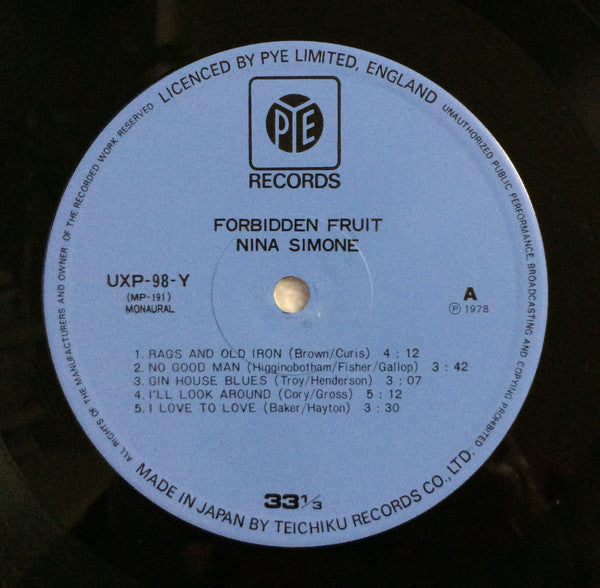 LICENCED BY PYE LIMITED, ENGLAND
UNAUTHORIZED PUBLIC PERFORMANCE, BROADCASTING AND COPYING PROHIBITED.
ALL RIGHTS OF THE MANUFACTURERS AND OWNER OF THE RECORDED WORK RESERVED
PYE
RECORDS
FORBIDDEN FRUIT
NINA SIMONE
UXP-98-Y
(MP-191)
MONAURAL
A
Ⓟ 1978
1. RAGS AND OLD IRON (Brown/Curis) 4 : 12
2. NO GOOD MAN (Higginobotham/Fisher/Gallop) 3 : 42
3. GIN HOUSE BLUES (Troy/Henderson) 3 : 07
4. I'LL LOOK AROUND (Cory/Gross) 5 : 12
5. I LOVE TO LOVE (Baker/Hayton) 3 : 30
33 1/3
MADE IN JAPAN BY TEICHIKU RECORDS CO., LTD.